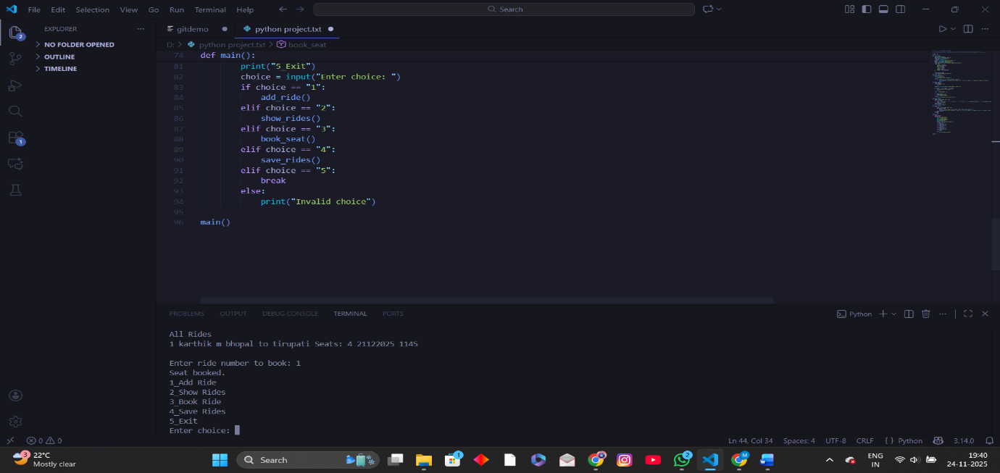 File Edit Selection View Go Run Terminal Help
Search
EXPLORER
2
NO FOLDER OPENED
OUTLINE
TIMELINE
1
gitdemo
python project.txt
D: > python project.txt > book_seat
74 def main():
81 print("5_Exit")
82 choice = input("Enter choice: ")
83 if choice == "1":
84 add_ride()
85 elif choice == "2":
86 show_rides()
87 elif choice == "3":
88 book_seat()
89 elif choice == "4":
90 save_rides()
91 elif choice == "5":
92 break
93 else:
94 print("Invalid choice")
95
96 main()
PROBLEMS OUTPUT DEBUG CONSOLE TERMINAL PORTS
Python
All Rides
1 karthik m bhopal to tirupati Seats: 4 21122025 1145
Enter ride number to book: 1
Seat booked.
1_Add Ride
2_Show Rides
3_Book Ride
4_Save Rides
5_Exit
Enter choice:
0 0
Ln 44, Col 34 Spaces: 4 UTF-8 CRLF { } Python 3.14.0
3
22°C
Mostly clear
Search
1
M
2
ENG
IN
19:40
24-11-2025